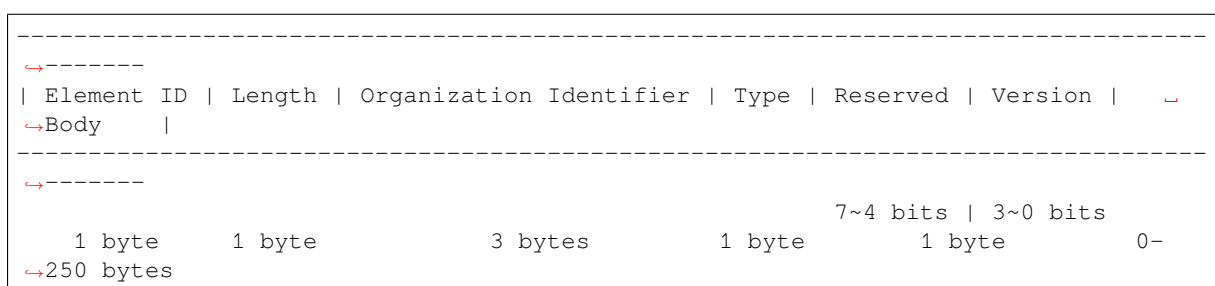 ------------------------------------------------------------------------------------
↪-------
| Element ID | Length | Organization Identifier | Type | Reserved | Version |   ␣
↪Body    |
------------------------------------------------------------------------------------
↪-------
                                                          7~4 bits | 3~0 bits
   1 byte     1 byte            3 bytes         1 byte        1 byte         0-
↪250 bytes